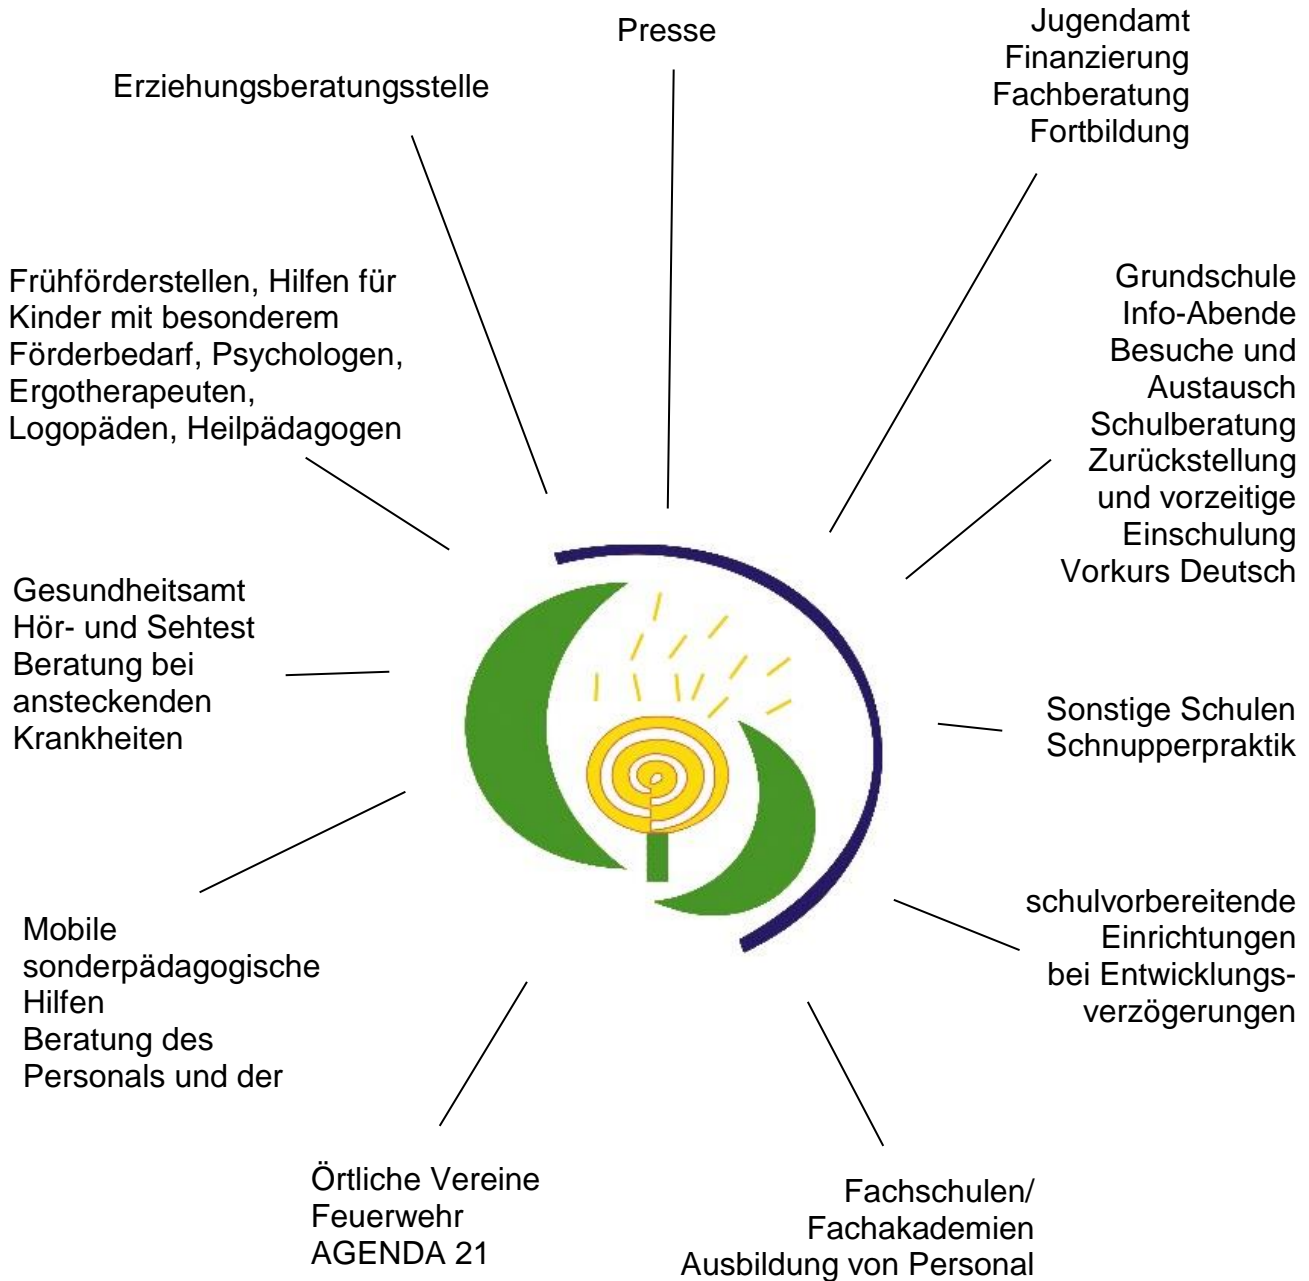 Presse
Jugendamt
Finanzierung
Fachberatung
Fortbildung
Erziehungsberatungsstelle
Frühförderstellen, Hilfen für
Kinder mit besonderem
Förderbedarf, Psychologen,
Ergotherapeuten,
Logopäden, Heilpädagogen
Grundschule
Info-Abende
Besuche und
Austausch
Schulberatung
Zurückstellung
und vorzeitige
Einschulung
Vorkurs Deutsch
Gesundheitsamt
Hör- und Sehtest
Beratung bei
ansteckenden
Krankheiten
Sonstige Schulen
Schnupperpraktik
Mobile
sonderpädagogische
Hilfen
Beratung des
Personals und der
schulvorbereitende
Einrichtungen
bei Entwicklungs-
verzögerungen
Örtliche Vereine
Feuerwehr
AGENDA 21
Fachschulen/
Fachakademien
Ausbildung von Personal